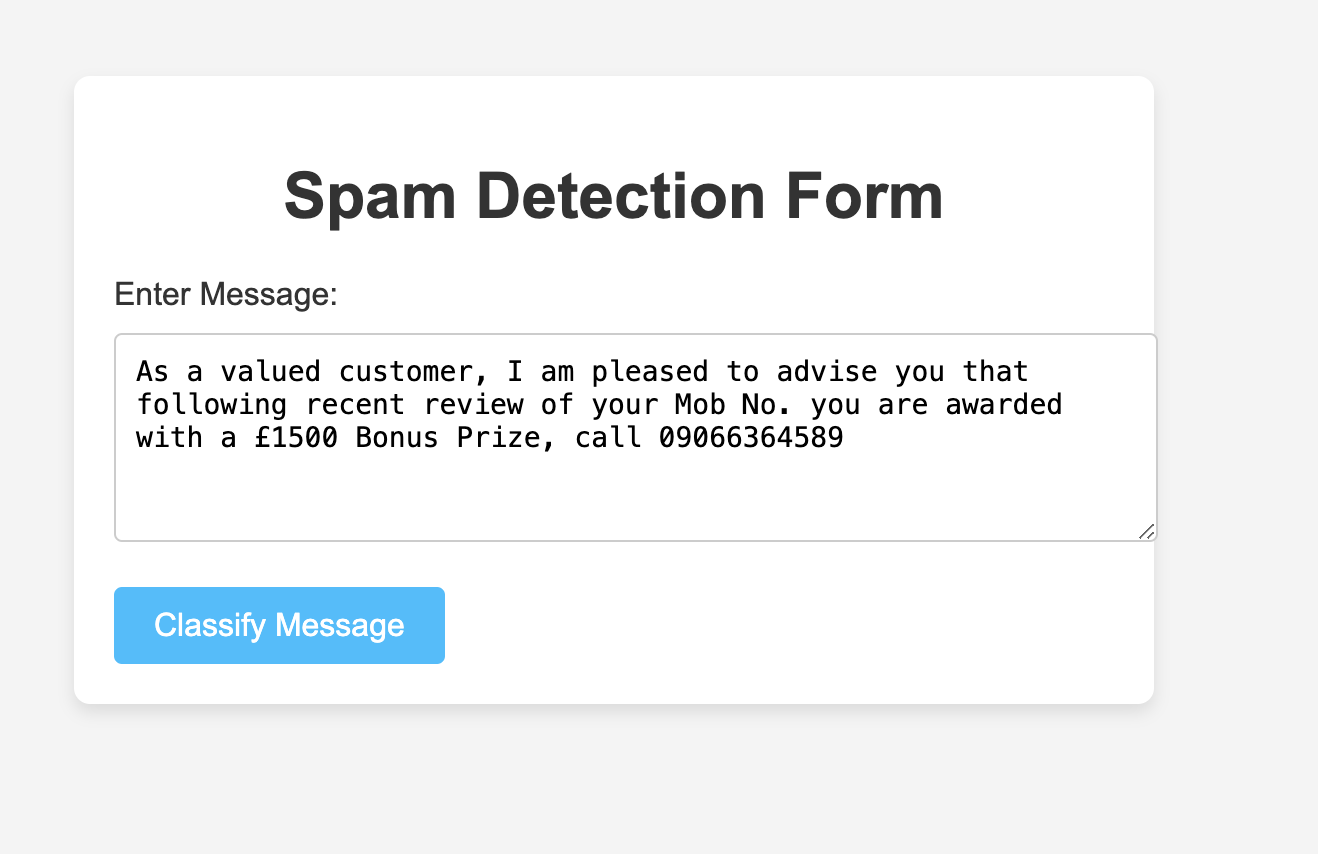 Spam Detection Form
Enter Message:
As a valued customer, I am pleased to advise you that
following recent review of your Mob No. you are awarded
with a £1500 Bonus Prize, call 09066364589
Classify Message